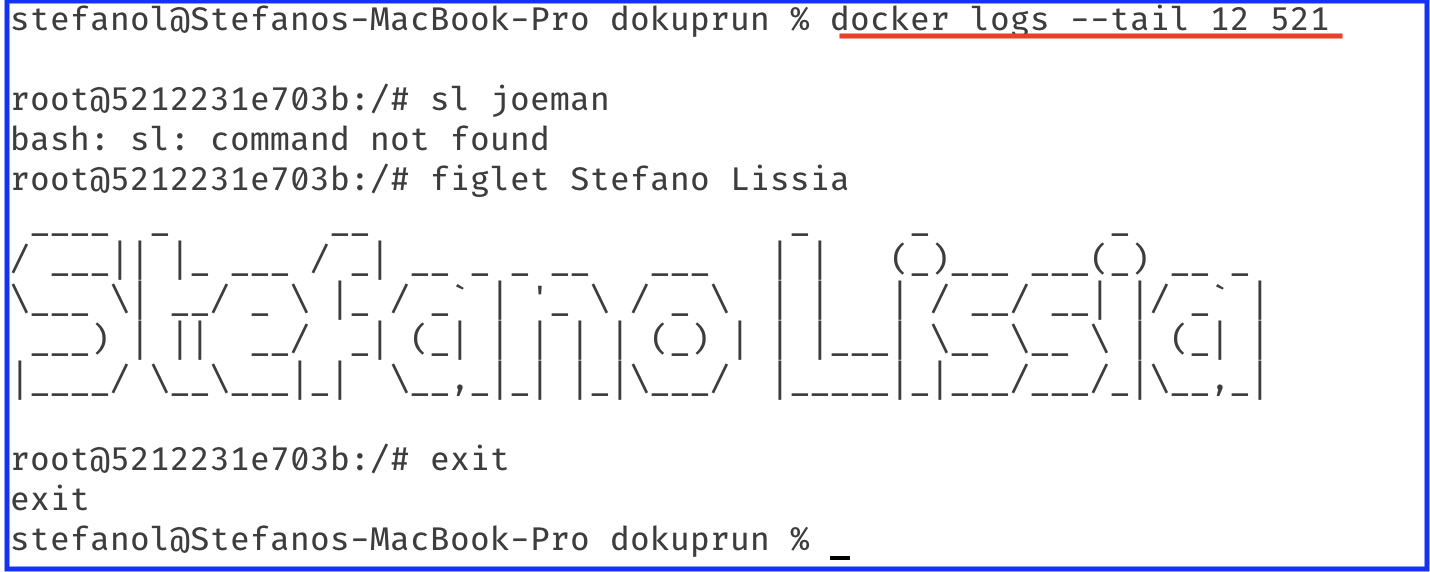 stefanol@Stefanos-MacBook-Pro dokuprun % docker logs --tail 12 521

root@5212231e703b:/# sl joeman
bash: sl: command not found
root@5212231e703b:/# figlet Stefano Lissia
 ____  _        __                     _     _         _
/ ___|| |_ ___ / _| __ _ _ __   ___   | |   (_)___ ___(_) __ _
\___ \| __/ _ \ |_ / _` | '_ \ / _ \  | |   | / __/ __| |/ _` |
 ___) | ||  __/  _| (_| | | | | (_) | | |___| \__ \__ \ | (_| |
|____/ \__\___|_|  \__,_|_| |_|\___/  |_____|_|___/___/_|\__,_|

root@5212231e703b:/# exit
exit
stefanol@Stefanos-MacBook-Pro dokuprun % _